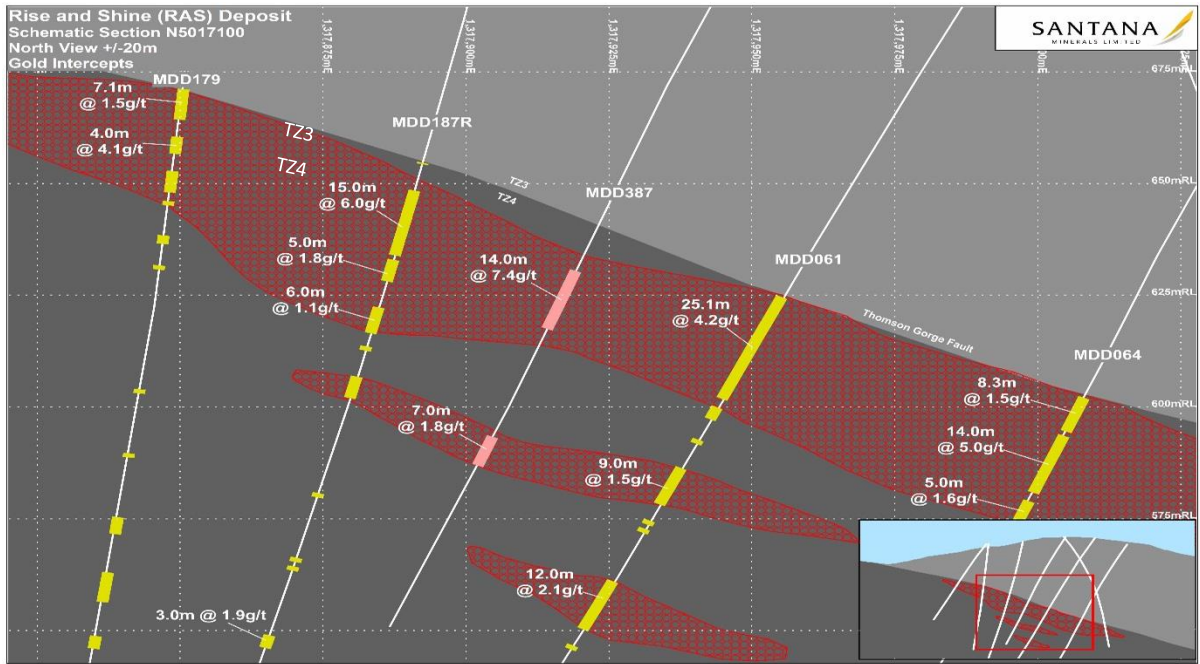 Rise and Shine (RAS) Deposit
Schematic Section N5017100
North View +/-20m
Gold Intercepts
SANTANA
MINERALS LIMITED
1,317,875mE
1,317,900mE
1,317,925mE
1,317,950mE
1,317,975mE
675mRL
MDD179
7.1m
@ 1.5g/t
4.0m
@ 4.1g/t
TZ3
TZ4
MDD187R
15.0m
@ 6.0g/t
5.0m
@ 1.8g/t
6.0m
@ 1.1g/t
TZ3
TZ4
650mRL
MDD387
14.0m
@ 7.4g/t
MDD061
25.1m
@ 4.2g/t
625mRL
Thomson Gorge Fault
MDD064
8.3m
@ 1.5g/t
600mRL
14.0m
@ 5.0g/t
5.0m
@ 1.6g/t
7.0m
@ 1.8g/t
9.0m
@ 1.5g/t
575mRL
12.0m
@ 2.1g/t
3.0m @ 1.9g/t